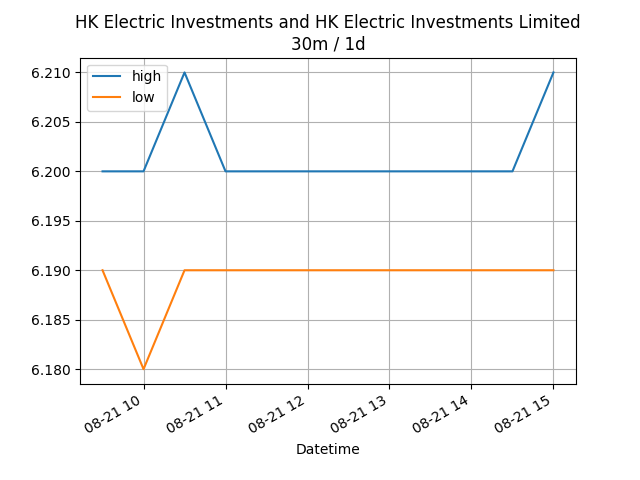 HK Electric Investments and HK Electric Investments Limited
30m / 1d
high
low
6.210
6.205
6.200
6.195
6.190
6.185
6.180
08-21 10
08-21 11
08-21 12
08-21 13
08-21 14
08-21 15
Datetime